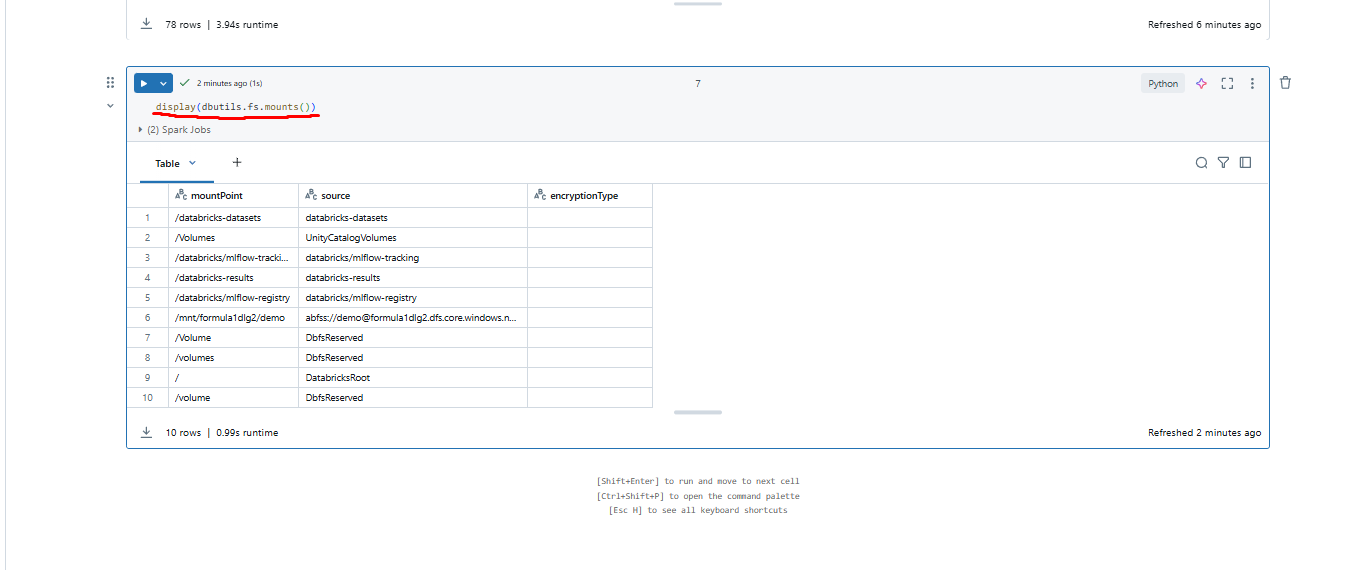 78 rows | 3.94s runtime Refreshed 6 minutes ago
2 minutes ago (1s) 7 Python
display(dbutils.fs.mounts())
(2) Spark Jobs
Table +
mountPoint source encryptionType
1 /databricks-datasets databricks-datasets
2 /Volumes UnityCatalogVolumes
3 /databricks/mlflow-tracki... databricks/mlflow-tracking
4 /databricks-results databricks-results
5 /databricks/mlflow-registry databricks/mlflow-registry
6 /mnt/formula1dlg2/demo abfss://demo@formula1dlg2.dfs.core.windows.n...
7 /Volume DbfsReserved
8 /volumes DbfsReserved
9 / DatabricksRoot
10 /volume DbfsReserved
10 rows | 0.99s runtime Refreshed 2 minutes ago
[Shift+Enter] to run and move to next cell
[Ctrl+Shift+P] to open the command palette
[Esc H] to see all keyboard shortcuts